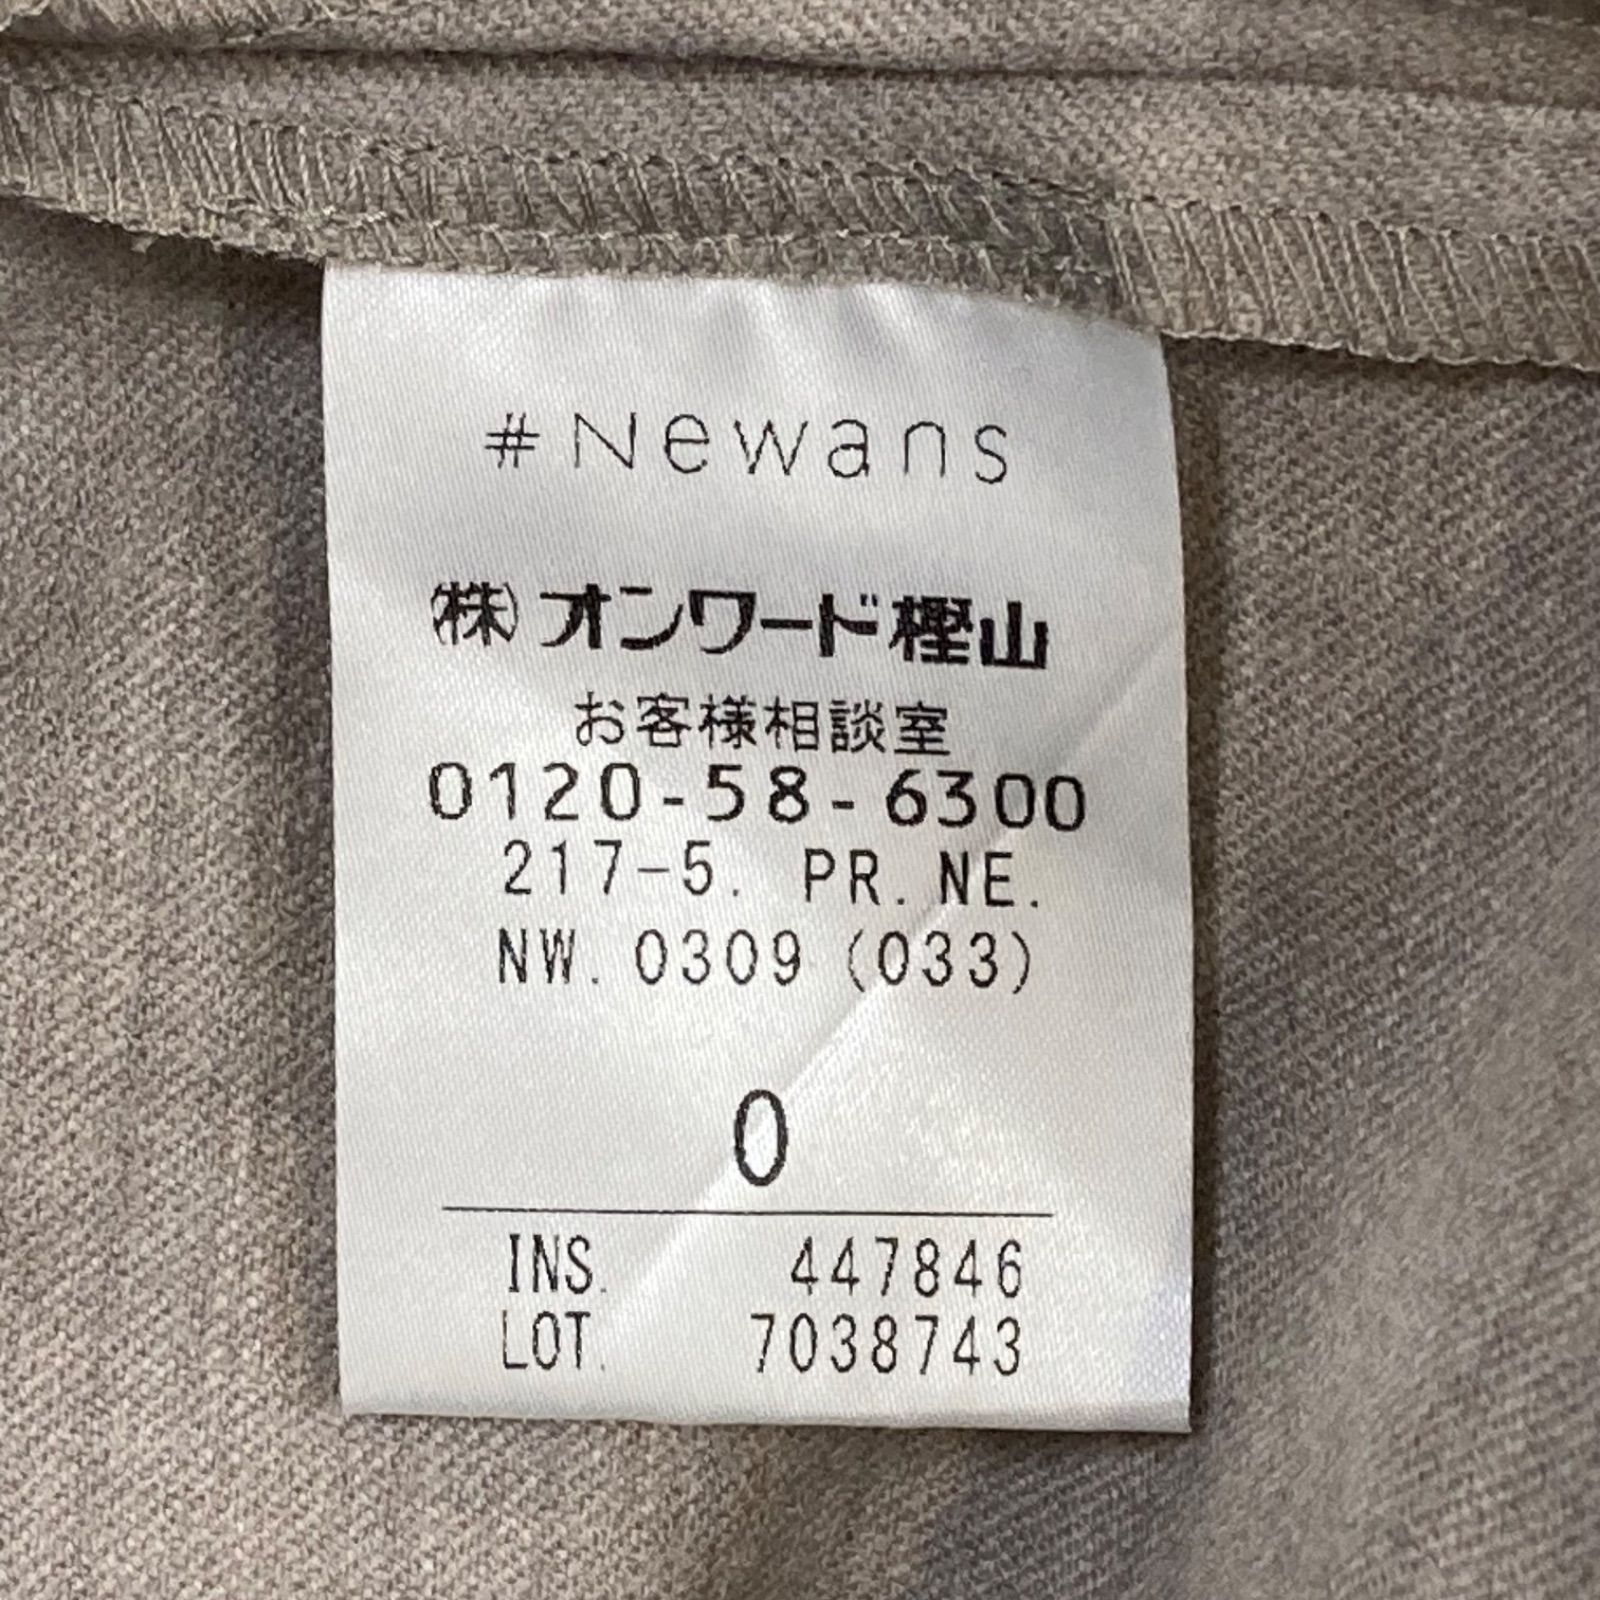 #Newans
㈱オンワード樫山
お客様相談室
0120-58-6300
217-5. PR. NE.
NW. 0309 (033)
0
INS. 447846
LOT. 7038743